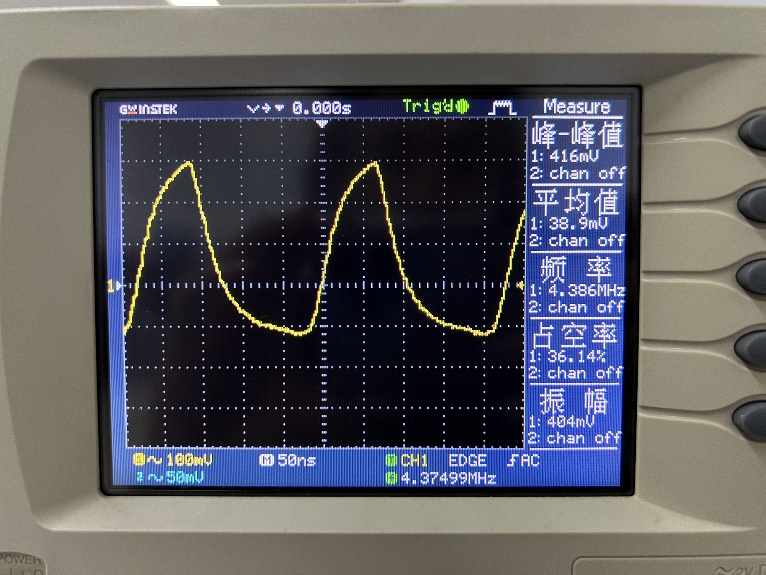 GWINSTEK
0.000s
Trig'd
Measure
峰-峰值
1: 416mV
2: chan off
平均值
1: 38.9mV
2: chan off
频 率
1: 4.386MHz
2: chan off
占空率
1: 36.14%
2: chan off
振 幅
1: 404mV
2: chan off
1
1 ~ 100mV
M 50ns
T CH1 EDGE AC
2 ~ 50mV
4.37499MHz
POWER